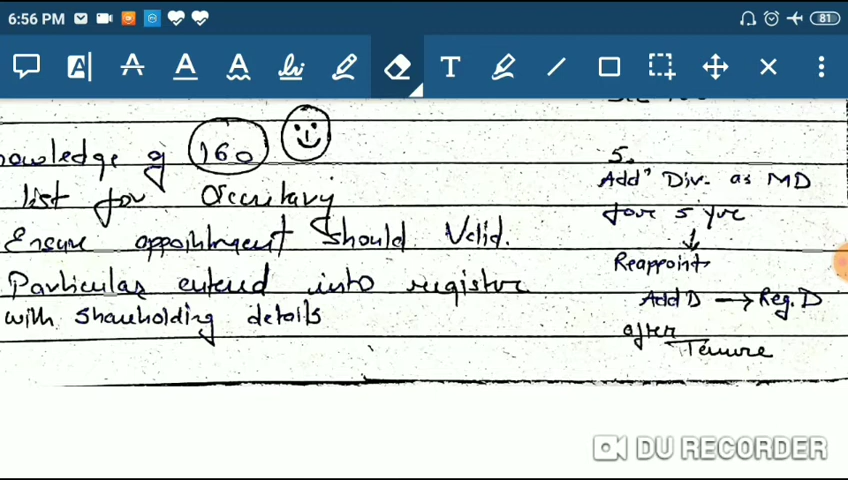 6:56 PM
81
T
nowledge of 160
list for Secretary
Ensure appointment should Valid.
Particulas entered into register
with shareholding details
5.
Add" Dir. as MD
for 5 yre
Reappoint
Add D → Reg. D
after
Tenure
DU RECORDER